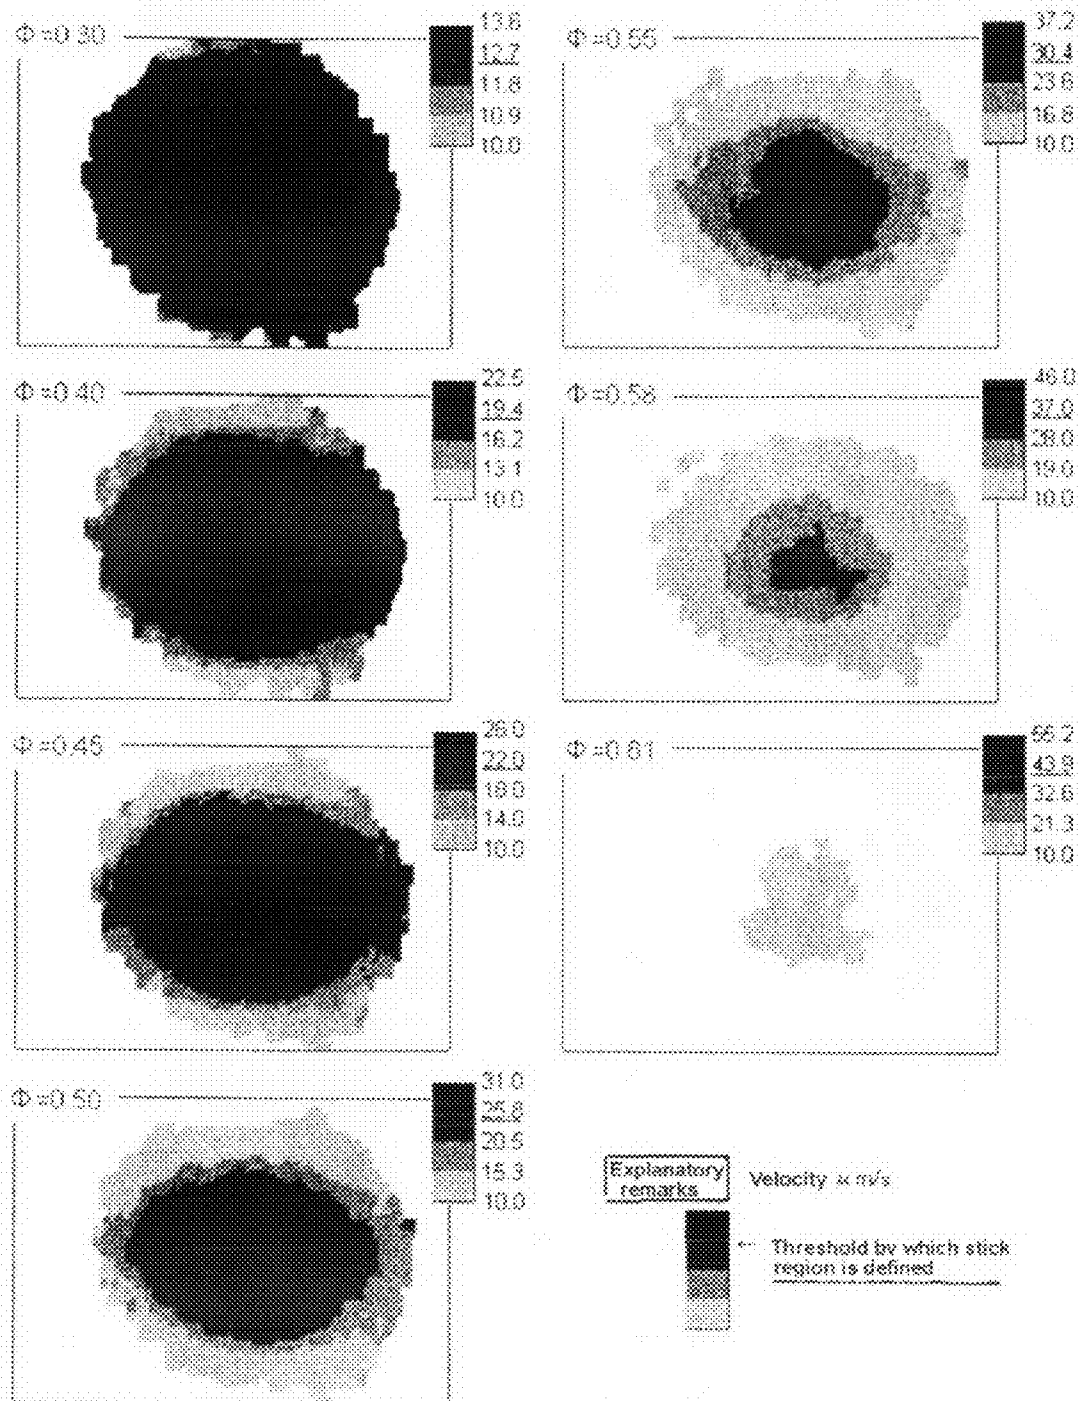 Φ =0.30
13.6
12.7
11.8
10.9
10.0
Φ =0.40
22.5
19.4
16.2
13.1
10.0
Φ =0.45
26.0
22.0
18.0
14.0
10.0
Φ =0.50
31.0
25.8
20.5
15.3
10.0
Φ =0.55
37.2
30.4
23.6
16.8
10.0
Φ =0.58
46.0
37.0
28.0
19.0
10.0
Φ =0.61
55.2
43.9
32.6
21.3
10.0
Explanatory
remarks
Velocity
Threshold by which stick
region is defined